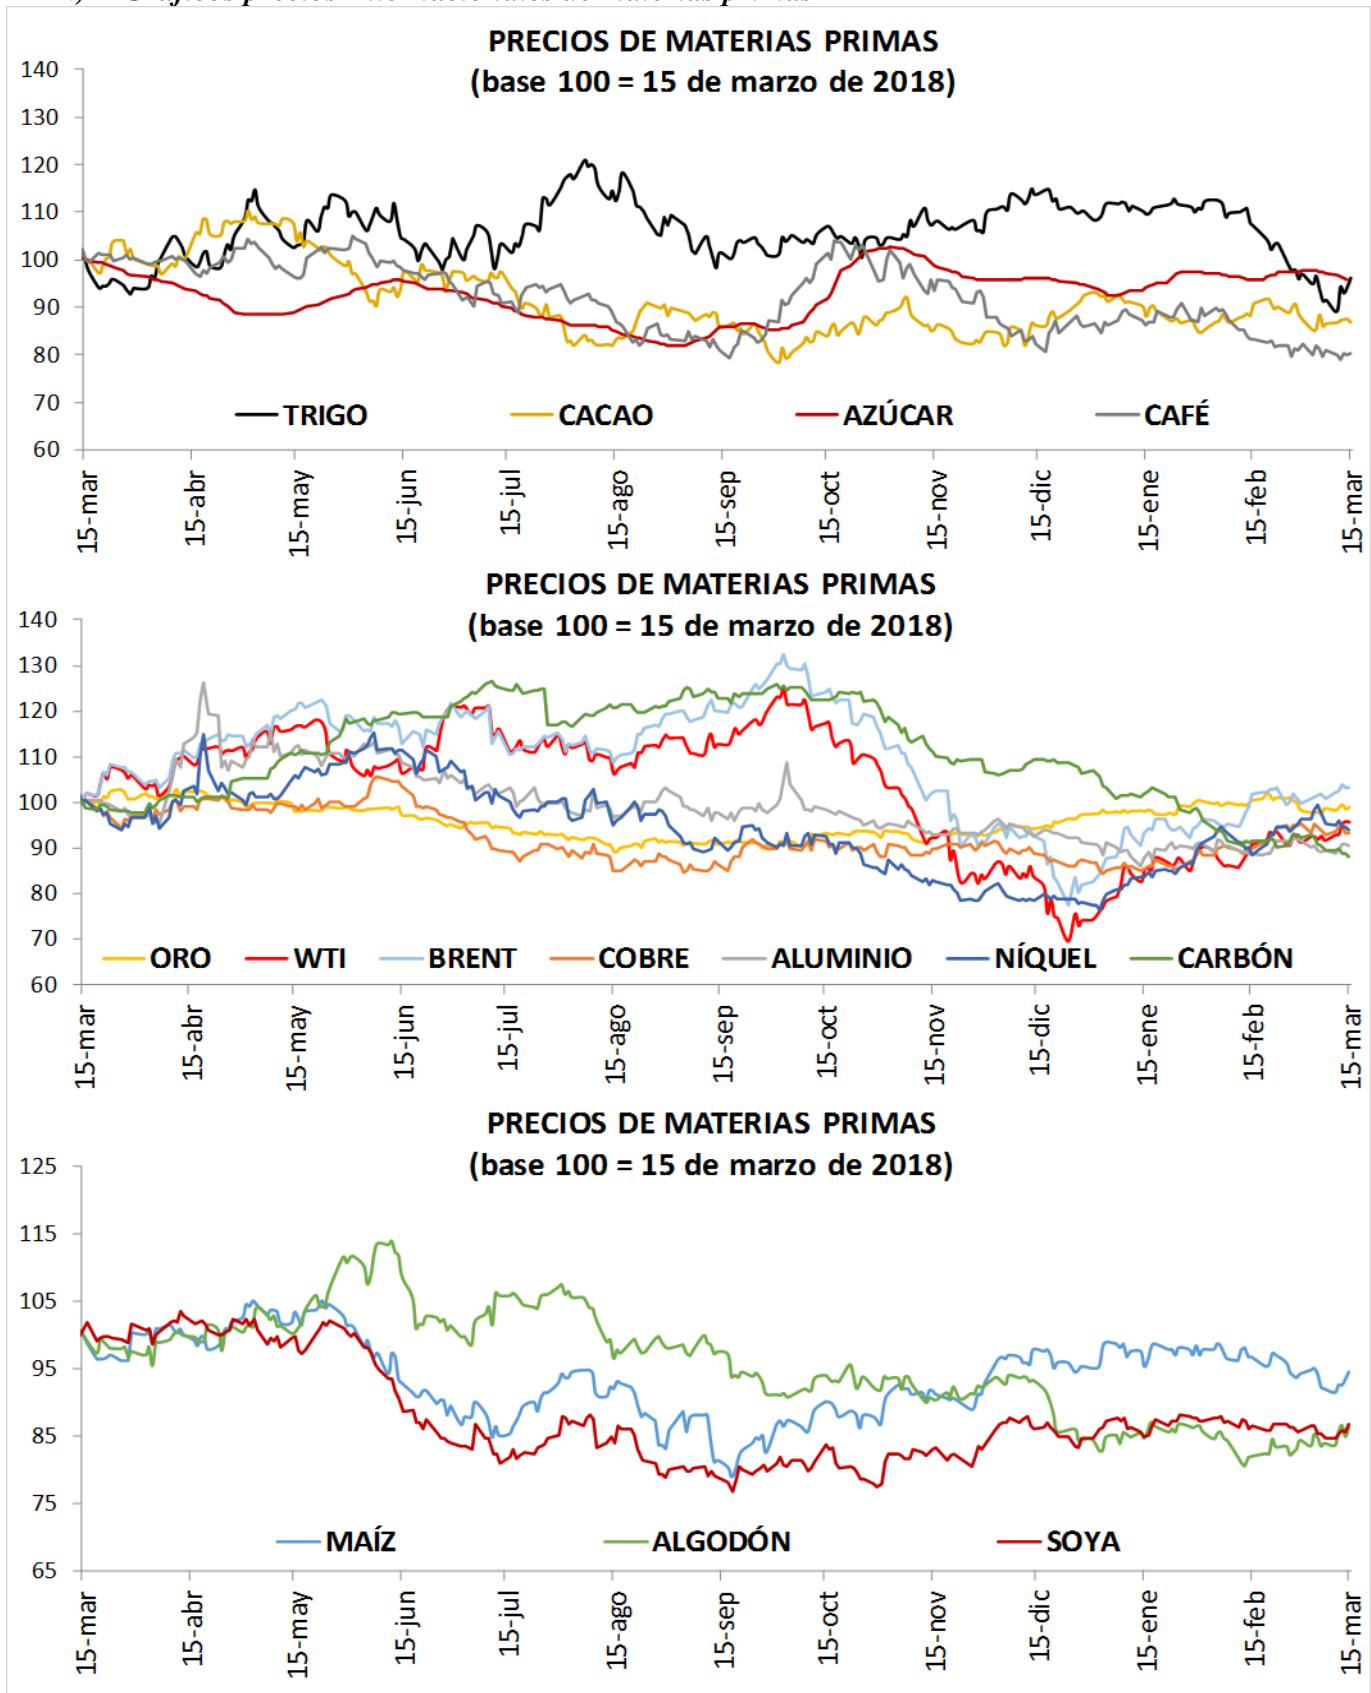 PRECIOS DE MATERIAS PRIMAS
(base 100 = 15 de marzo de 2018)
140
130
120
110
100
90
80
70
60
TRIGO CACAO AZÚCAR CAFÉ
15-mar 15-abr 15-may 15-jun 15-jul 15-ago 15-sep 15-oct 15-nov 15-dic 15-ene 15-feb 15-mar
PRECIOS DE MATERIAS PRIMAS
(base 100 = 15 de marzo de 2018)
140
130
120
110
100
90
80
70
60
ORO WTI BRENT COBRE ALUMINIO NÍQUEL CARBÓN
15-mar 15-abr 15-may 15-jun 15-jul 15-ago 15-sep 15-oct 15-nov 15-dic 15-ene 15-feb 15-mar
PRECIOS DE MATERIAS PRIMAS
(base 100 = 15 de marzo de 2018)
125
115
105
95
85
75
65
MAÍZ ALGODÓN SOYA
15-mar 15-abr 15-may 15-jun 15-jul 15-ago 15-sep 15-oct 15-nov 15-dic 15-ene 15-feb 15-mar